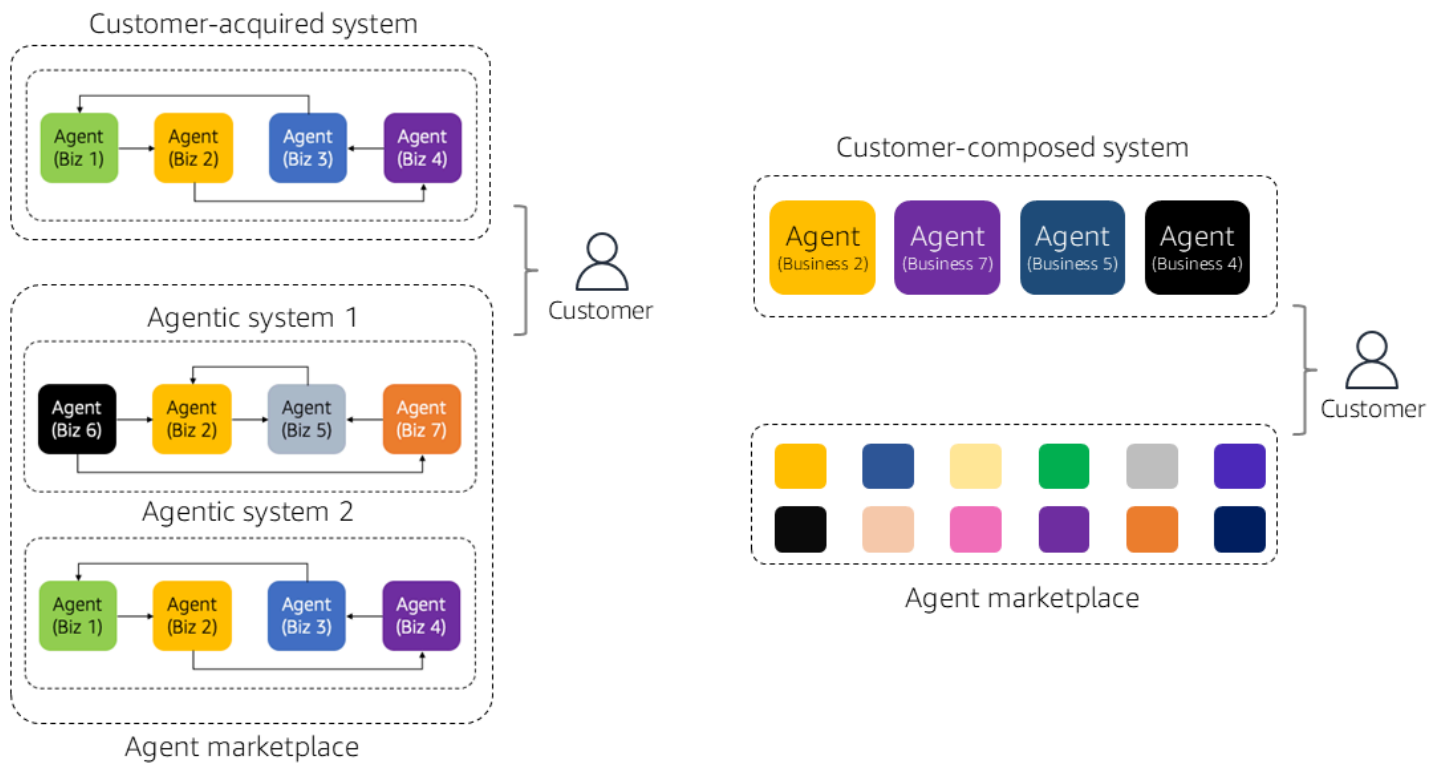 Customer-acquired system
Agent
(Biz 1)
Agent
(Biz 2)
Agent
(Biz 3)
Agent
(Biz 4)
Customer
Agentic system 1
Agent
(Biz 6)
Agent
(Biz 2)
Agent
(Biz 5)
Agent
(Biz 7)
Agentic system 2
Agent
(Biz 1)
Agent
(Biz 2)
Agent
(Biz 3)
Agent
(Biz 4)
Agent marketplace
Customer-composed system
Agent
(Business 2)
Agent
(Business 7)
Agent
(Business 5)
Agent
(Business 4)
Customer
Agent marketplace